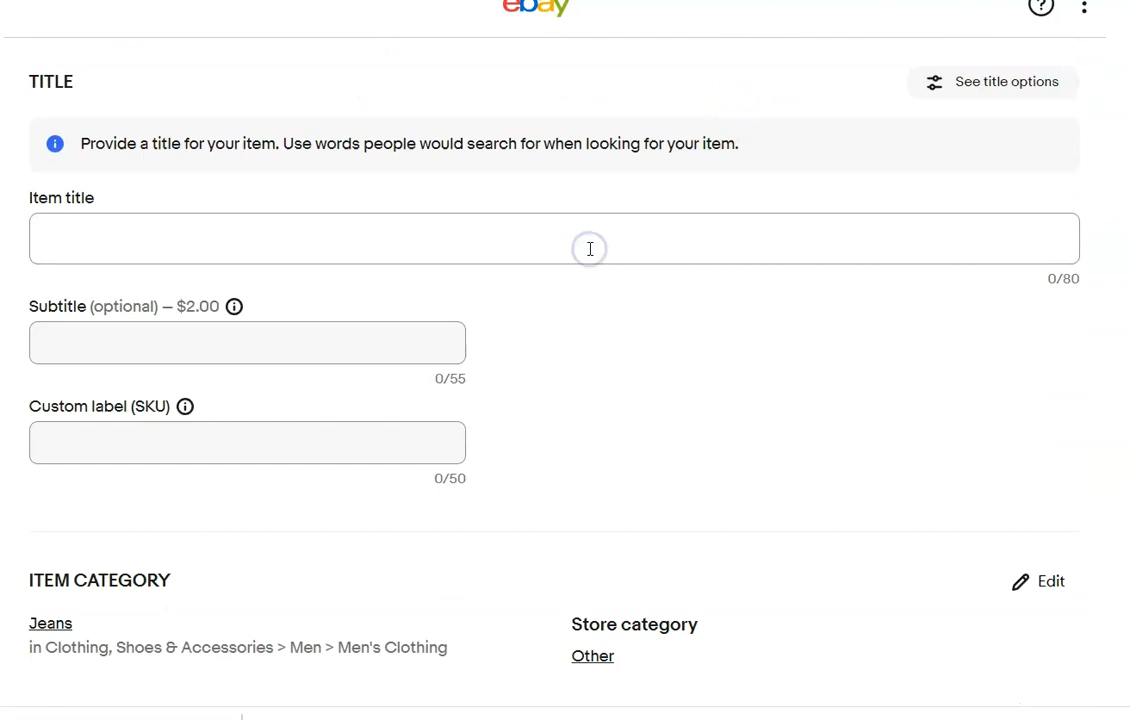 ebay
TITLE
See title options
Provide a title for your item. Use words people would search for when looking for your item.
Item title
0/80
Subtitle (optional) – $2.00
0/55
Custom label (SKU)
0/50
ITEM CATEGORY
Edit
Jeans
in Clothing, Shoes & Accessories > Men > Men's Clothing
Store category
Other